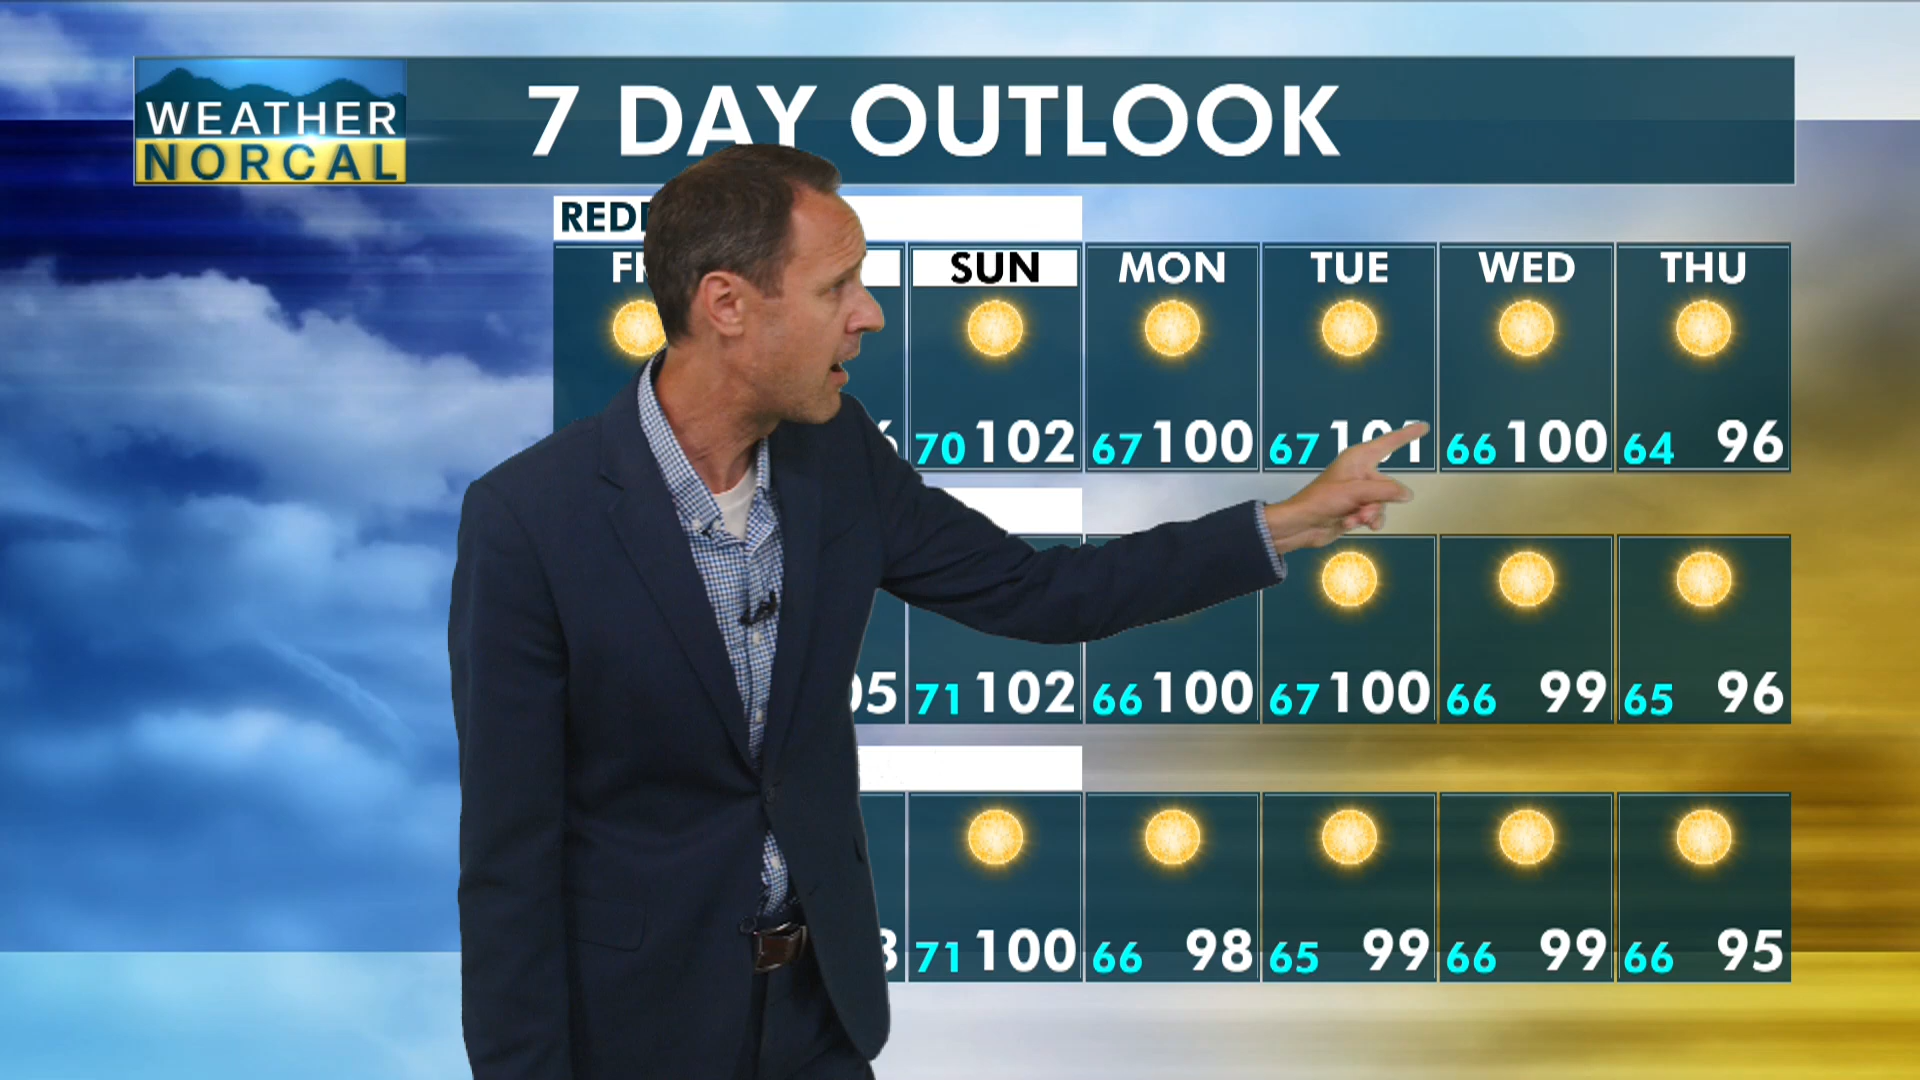 WEATHER
NORCAL
7 DAY OUTLOOK
SUN MON TUE WED THU
70 102 67 100 67 101 66 100 64 96
71 102 66 100 67 100 66 99 65 96
71 100 66 98 65 99 66 99 66 95